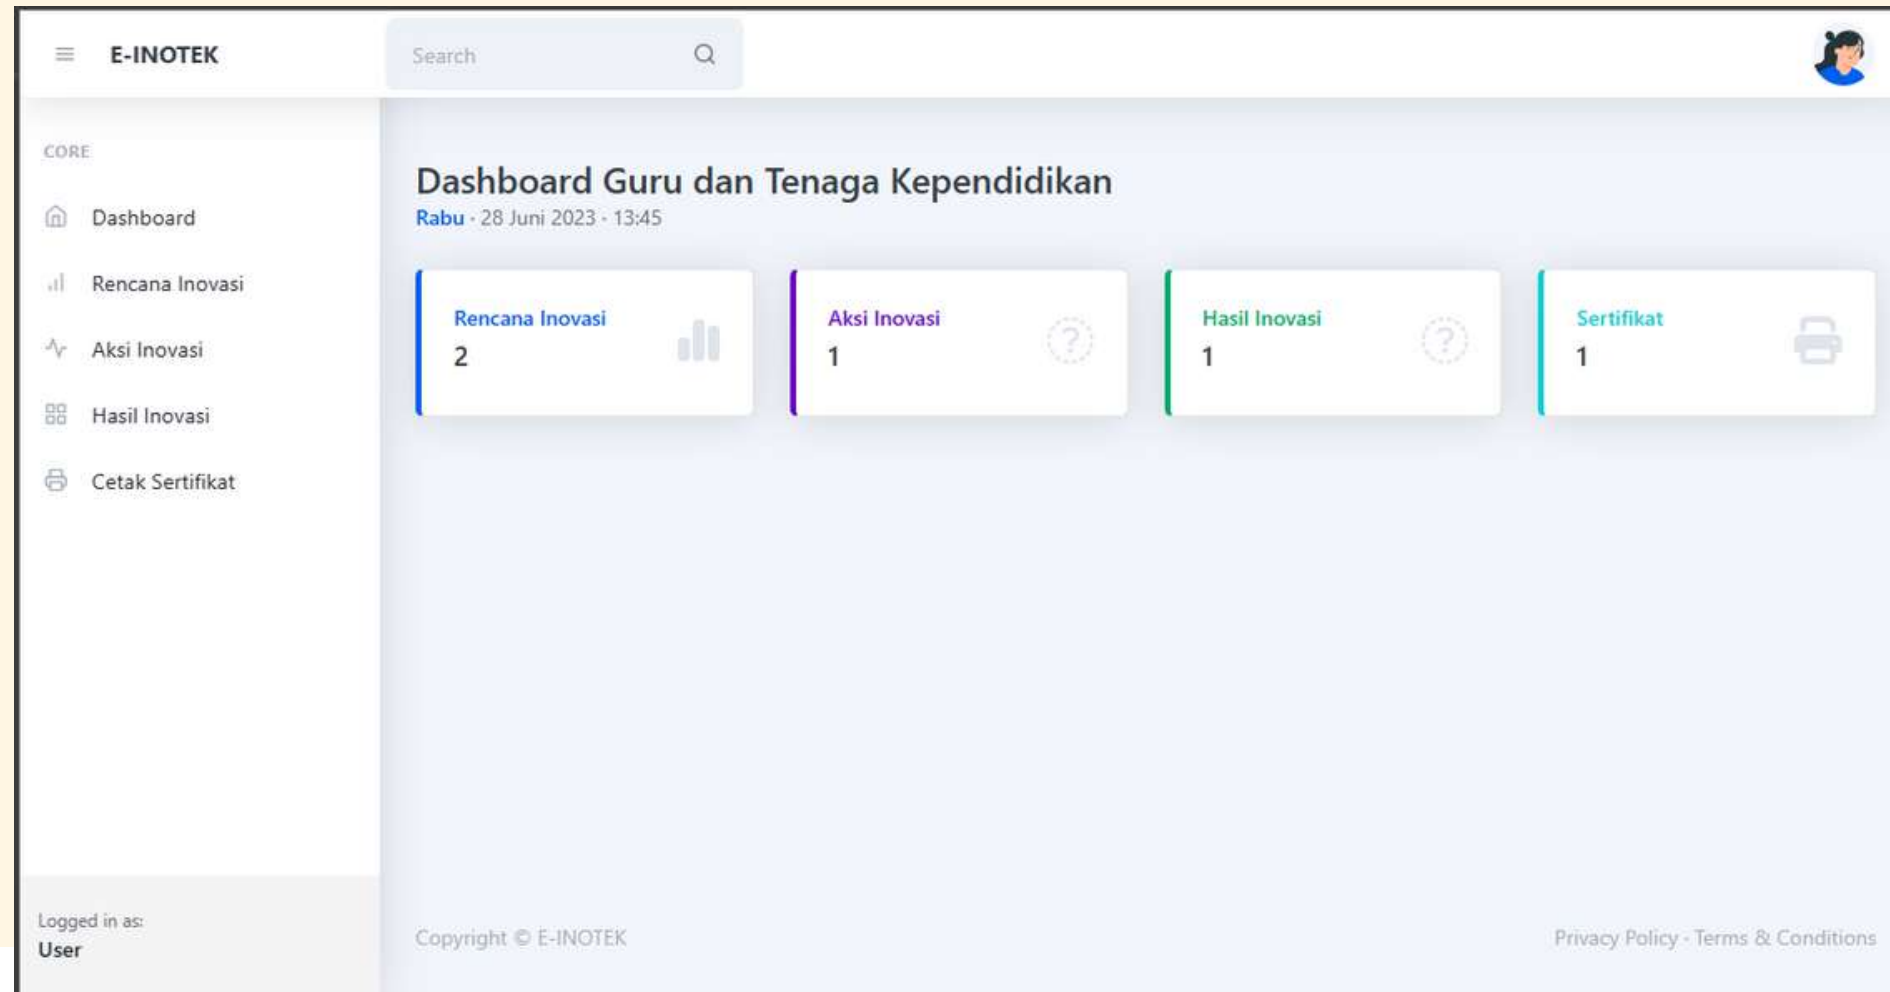 E-INOTEK
Search
CORE
Dashboard
Rencana Inovasi
Aksi Inovasi
Hasil Inovasi
Cetak Sertifikat
Logged in as:
User
Dashboard Guru dan Tenaga Kependidikan
Rabu · 28 Juni 2023 · 13:45
Rencana Inovasi
2
Aksi Inovasi
1
Hasil Inovasi
1
Sertifikat
1
Copyright © E-INOTEK
Privacy Policy · Terms & Conditions